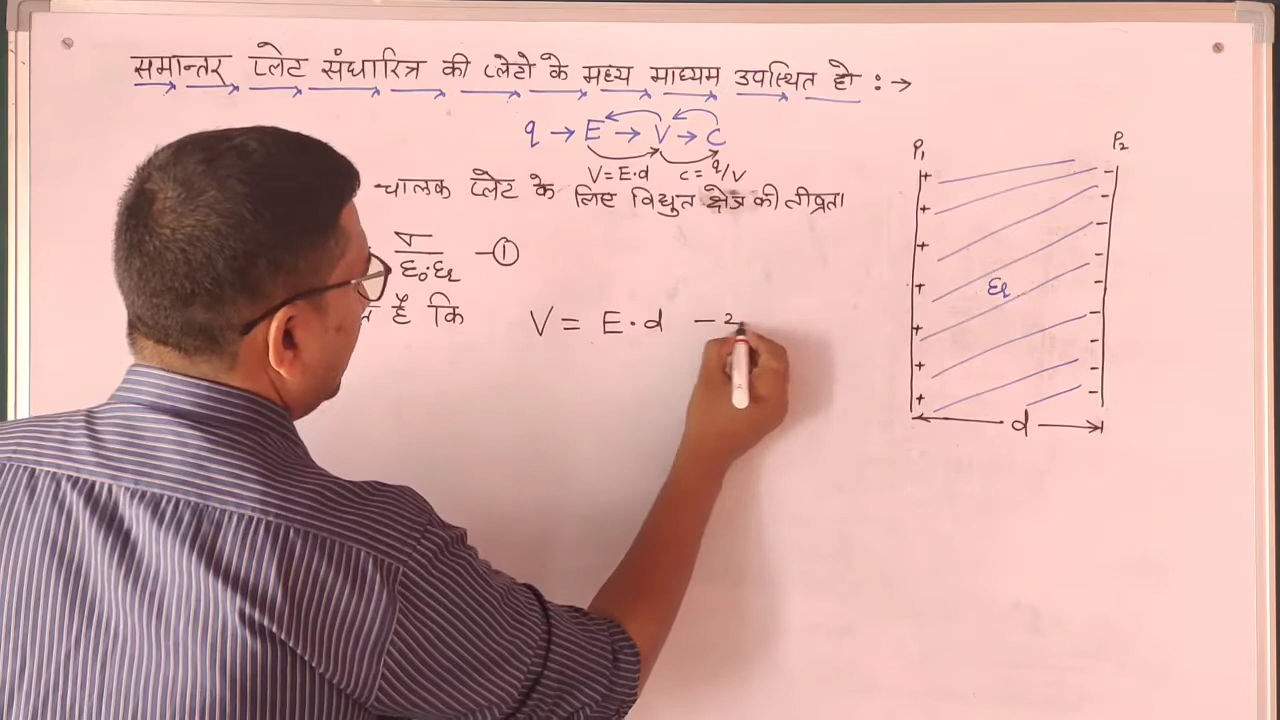 समान्तर प्लेट संधारित्र की प्लेटो के मध्य माध्यम उपस्थित हो :→
q → E → V → C
V = E·d C = q/V
चालक प्लेट के लिए विद्युत क्षेत्र की तीव्रता
σ/ε₀·εr —①
है कि V = E·d — 2
P₁ P₂
+ + + + + + +
− − − − − − −
εr
d